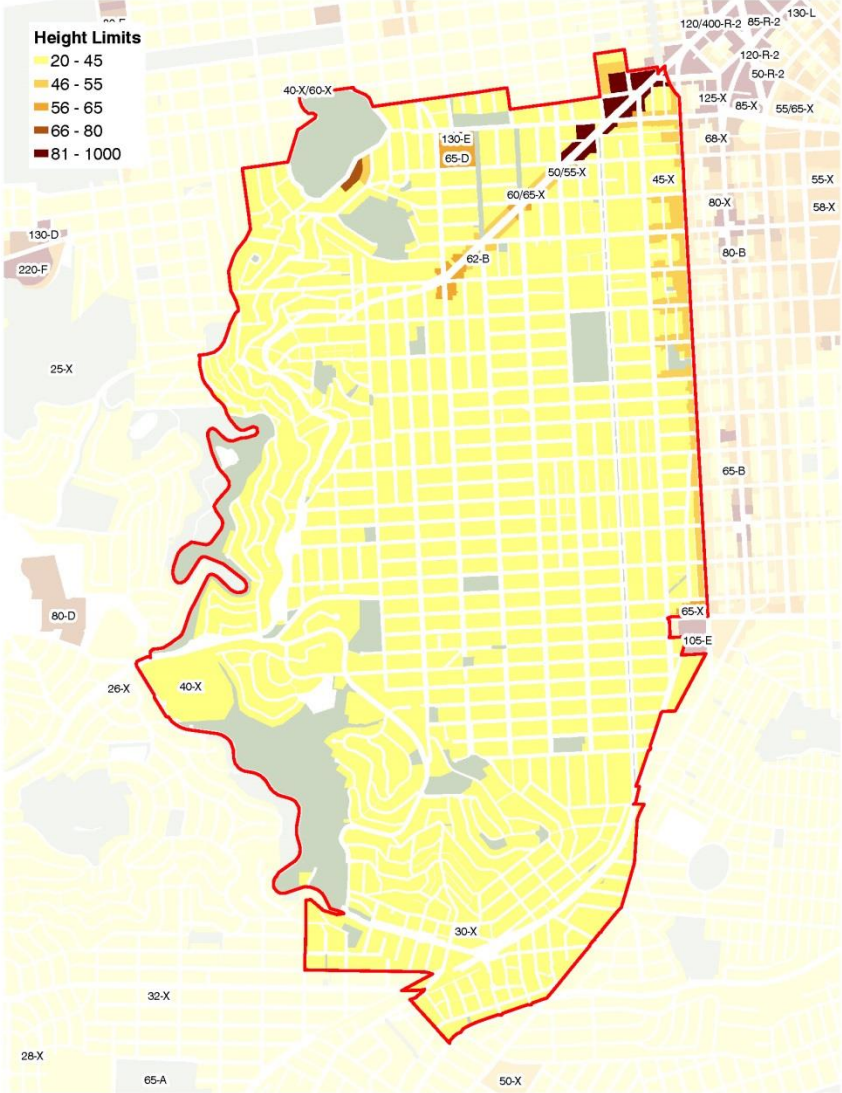 130-L
120/400-R-2
85-R-2
80-E
Height Limits
20 - 45
46 - 55
56 - 65
66 - 80
81 - 1000
120-R-2
50-R-2
40-X/60-X
125-X
85-X
55/65-X
130-E
68-X
65-D
50/55-X
45-X
55-X
60/65-X
80-X
58-X
130-D
80-B
62-B
220-F
25-X
65-B
65-X
80-D
105-E
26-X
40-X
30-X
32-X
28-X
65-A
50-X